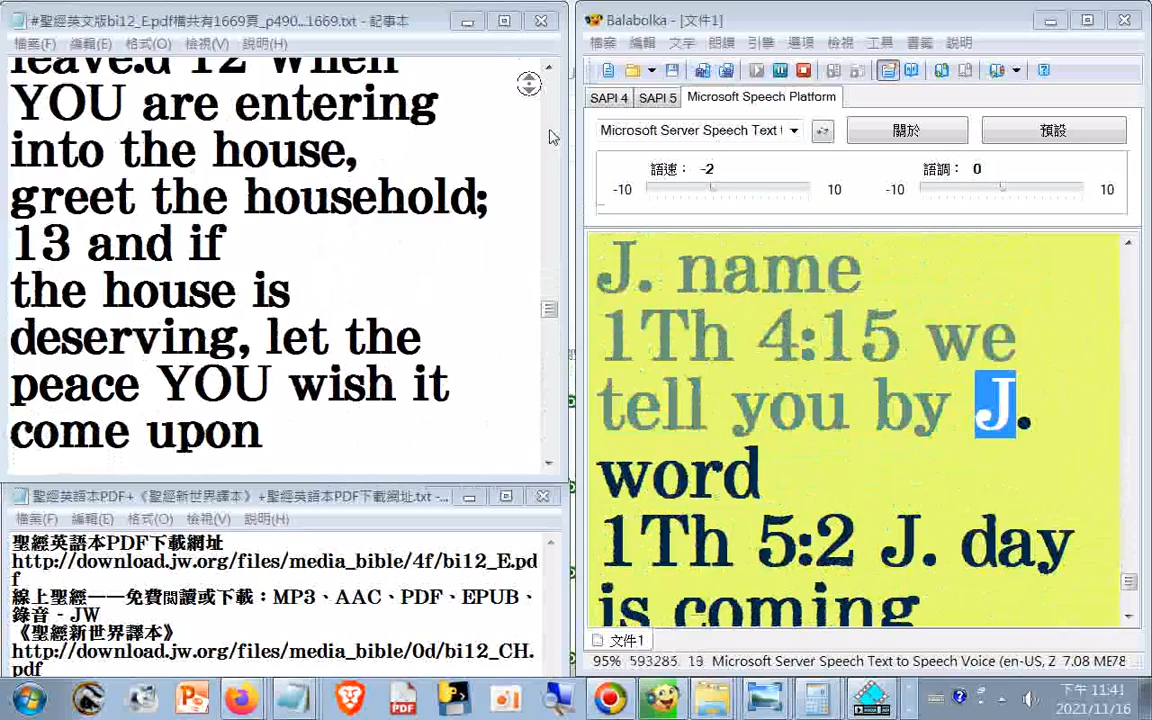 #聖經英文版bi12_E.pdf檔共有1669頁_p490...1669.txt - 記事本
檔案(F) 編輯(E) 格式(O) 檢視(V) 說明(H)
leave.d 12 When
YOU are entering
into the house,
greet the household;
13 and if
the house is
deserving, let the
peace YOU wish it
come upon
聖經英語本PDF+《聖經新世界譯本》+聖經英語本PDF下載網址.txt -...
檔案(F) 編輯(E) 格式(O) 檢視(V) 說明(H)
聖經英語本PDF下載網址
http://download.jw.org/files/media_bible/4f/bi12_E.pd
f
線上聖經——免費閱讀或下載：MP3、AAC、PDF、EPUB、
錄音 - JW
《聖經新世界譯本》
http://download.jw.org/files/media_bible/0d/bi12_CH.
pdf
Balabolka - [文件1]
檔案 編輯 文字 朗讀 引擎 選項 檢視 工具 書籤 說明
SAPI 4 SAPI 5 Microsoft Speech Platform
Microsoft Server Speech Text 關於 預設
語速： -2 語調： 0
-10 10 -10 10
J. name
1Th 4:15 we
tell you by J.
word
1Th 5:2 J. day
is coming
文件1
95% 593285. 13 Microsoft Server Speech Text to Speech Voice (en-US, Z 7.08 ME78
PDF
下午 11:41
2021/11/16